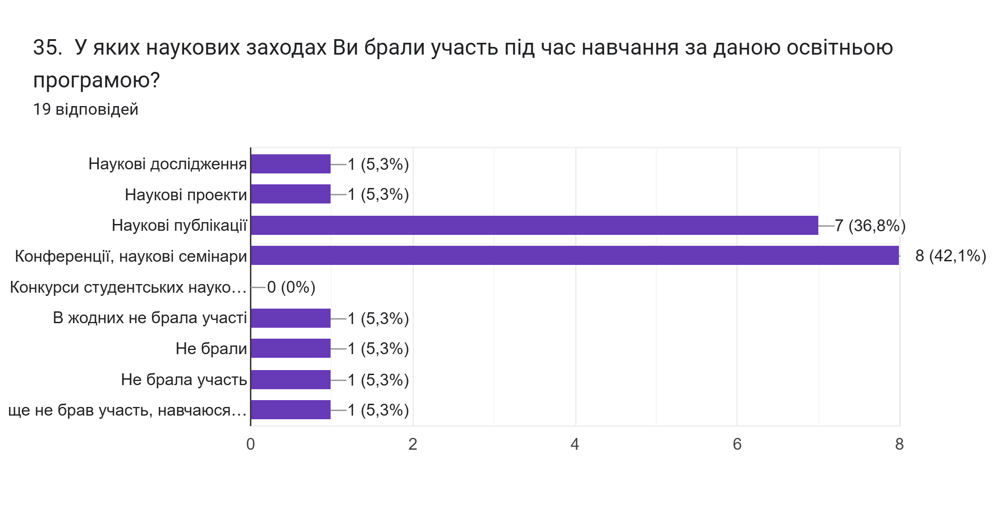 35.  У яких наукових заходах Ви брали участь під час навчання за даною освітньою
програмою?
19 відповідей
Наукові дослідження 1 (5,3%)
Наукові проекти 1 (5,3%)
Наукові публікації 7 (36,8%)
Конференції, наукові семінари 8 (42,1%)
Конкурси студентських науко… 0 (0%)
В жодних не брала участі 1 (5,3%)
Не брали 1 (5,3%)
Не брала участь 1 (5,3%)
ще не брав участь, навчаюся… 1 (5,3%)
0 2 4 6 8